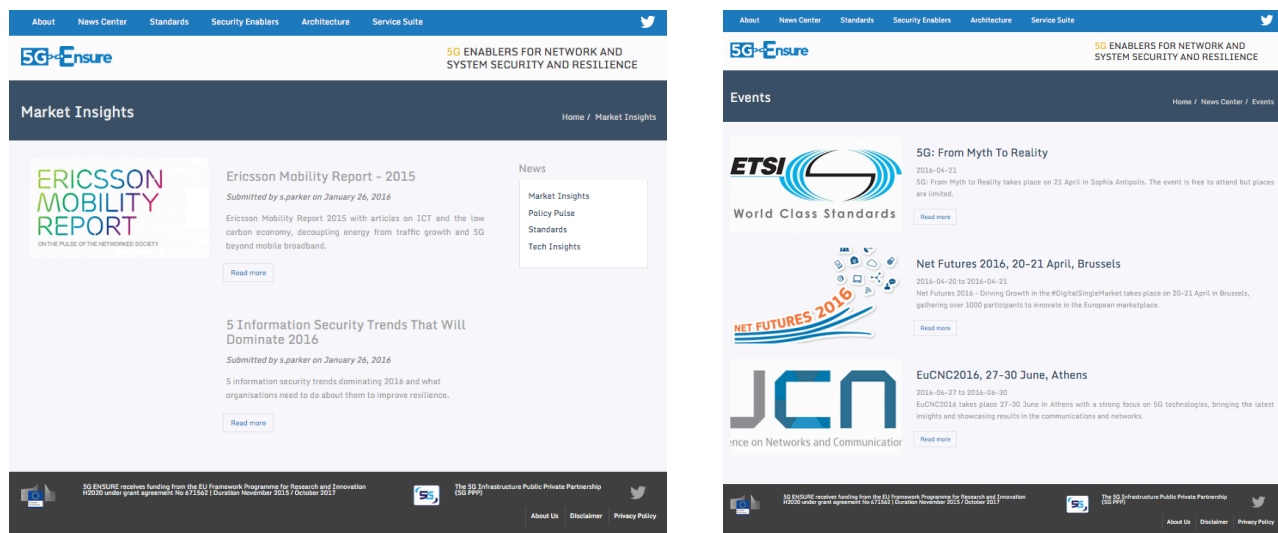 About News Center Standards Security Enablers Architecture Service Suite
5G Ensure
5G ENABLERS FOR NETWORK AND
SYSTEM SECURITY AND RESILIENCE
Market Insights
Home / Market Insights
ERICSSON
MOBILITY
REPORT
ON THE PULSE OF THE NETWORKED SOCIETY
Ericsson Mobility Report - 2015
Submitted by s.parker on January 26, 2016
Ericsson Mobility Report 2015 with articles on ICT and the low
carbon economy, decoupling energy from traffic growth and 5G
beyond mobile broadband.
Read more
5 Information Security Trends That Will
Dominate 2016
Submitted by s.parker on January 26, 2016
5 information security trends dominating 2016 and what
organisations need to do about them to improve resilience.
Read more
News
Market Insights
Policy Pulse
Standards
Tech Insights
5G ENSURE receives funding from the EU Framework Programme for Research and Innovation
H2020 under grant agreement No 671562 | Duration November 2015 / October 2017
5G
The 5G Infrastructure Public Private Partnership
(5G PPP)
About Us Disclaimer Privacy Policy
About News Center Standards Security Enablers Architecture Service Suite
5G Ensure
5G ENABLERS FOR NETWORK AND
SYSTEM SECURITY AND RESILIENCE
Events
Home / News Center / Events
ETSI
World Class Standards
5G: From Myth To Reality
2016-04-21
5G: From Myth to Reality takes place on 21 April in Sophia Antipolis. The event is free to attend but places
are limited.
Read more
NET FUTURES 2016
Net Futures 2016, 20-21 April, Brussels
2016-04-20 to 2016-04-21
Net Futures 2016 - Driving Growth in the #DigitalSingleMarket takes place on 20-21 April in Brussels,
gathering over 1000 participants to innovate in the European marketplace.
Read more
UCN
ence on Networks and Communication
EuCNC2016, 27-30 June, Athens
2016-06-27 to 2016-06-30
EuCNC2016 takes place 27-30 June in Athens with a strong focus on 5G technologies, bringing the latest
insights and showcasing results in the communications and networks.
Read more
5G ENSURE receives funding from the EU Framework Programme for Research and Innovation
H2020 under grant agreement No 671562 | Duration November 2015 / October 2017
5G
The 5G Infrastructure Public Private Partnership
(5G PPP)
About Us Disclaimer Privacy Policy